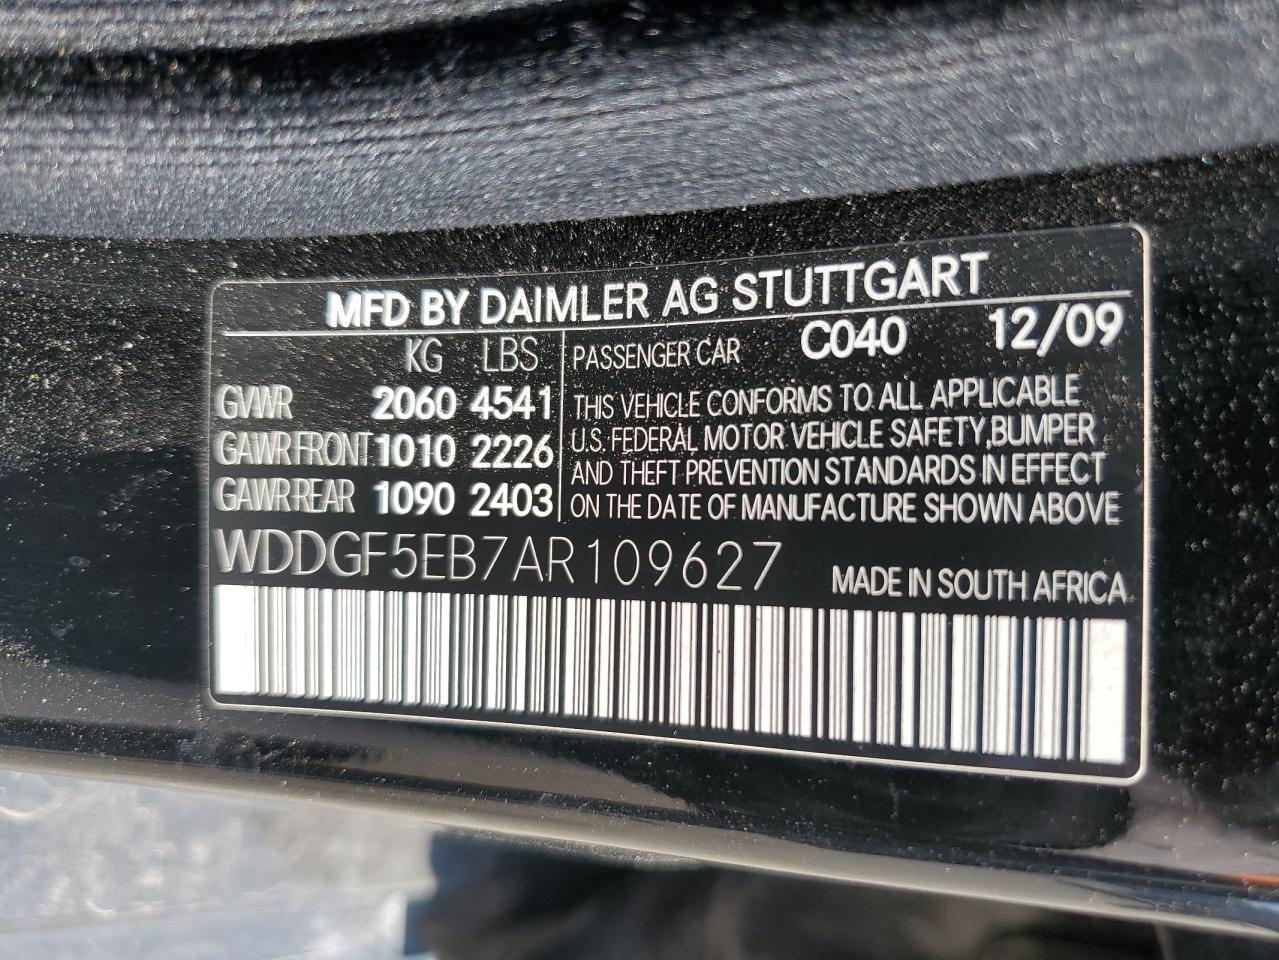 MFD BY DAIMLER AG STUTTGART
KG LBS PASSENGER CAR C040 12/09
GVWR 2060 4541
GAWR FRONT 1010 2226
GAWR REAR 1090 2403
THIS VEHICLE CONFORMS TO ALL APPLICABLE
U.S. FEDERAL MOTOR VEHICLE SAFETY, BUMPER
AND THEFT PREVENTION STANDARDS IN EFFECT
ON THE DATE OF MANUFACTURE SHOWN ABOVE
WDDGF5EB7AR109627 MADE IN SOUTH AFRICA